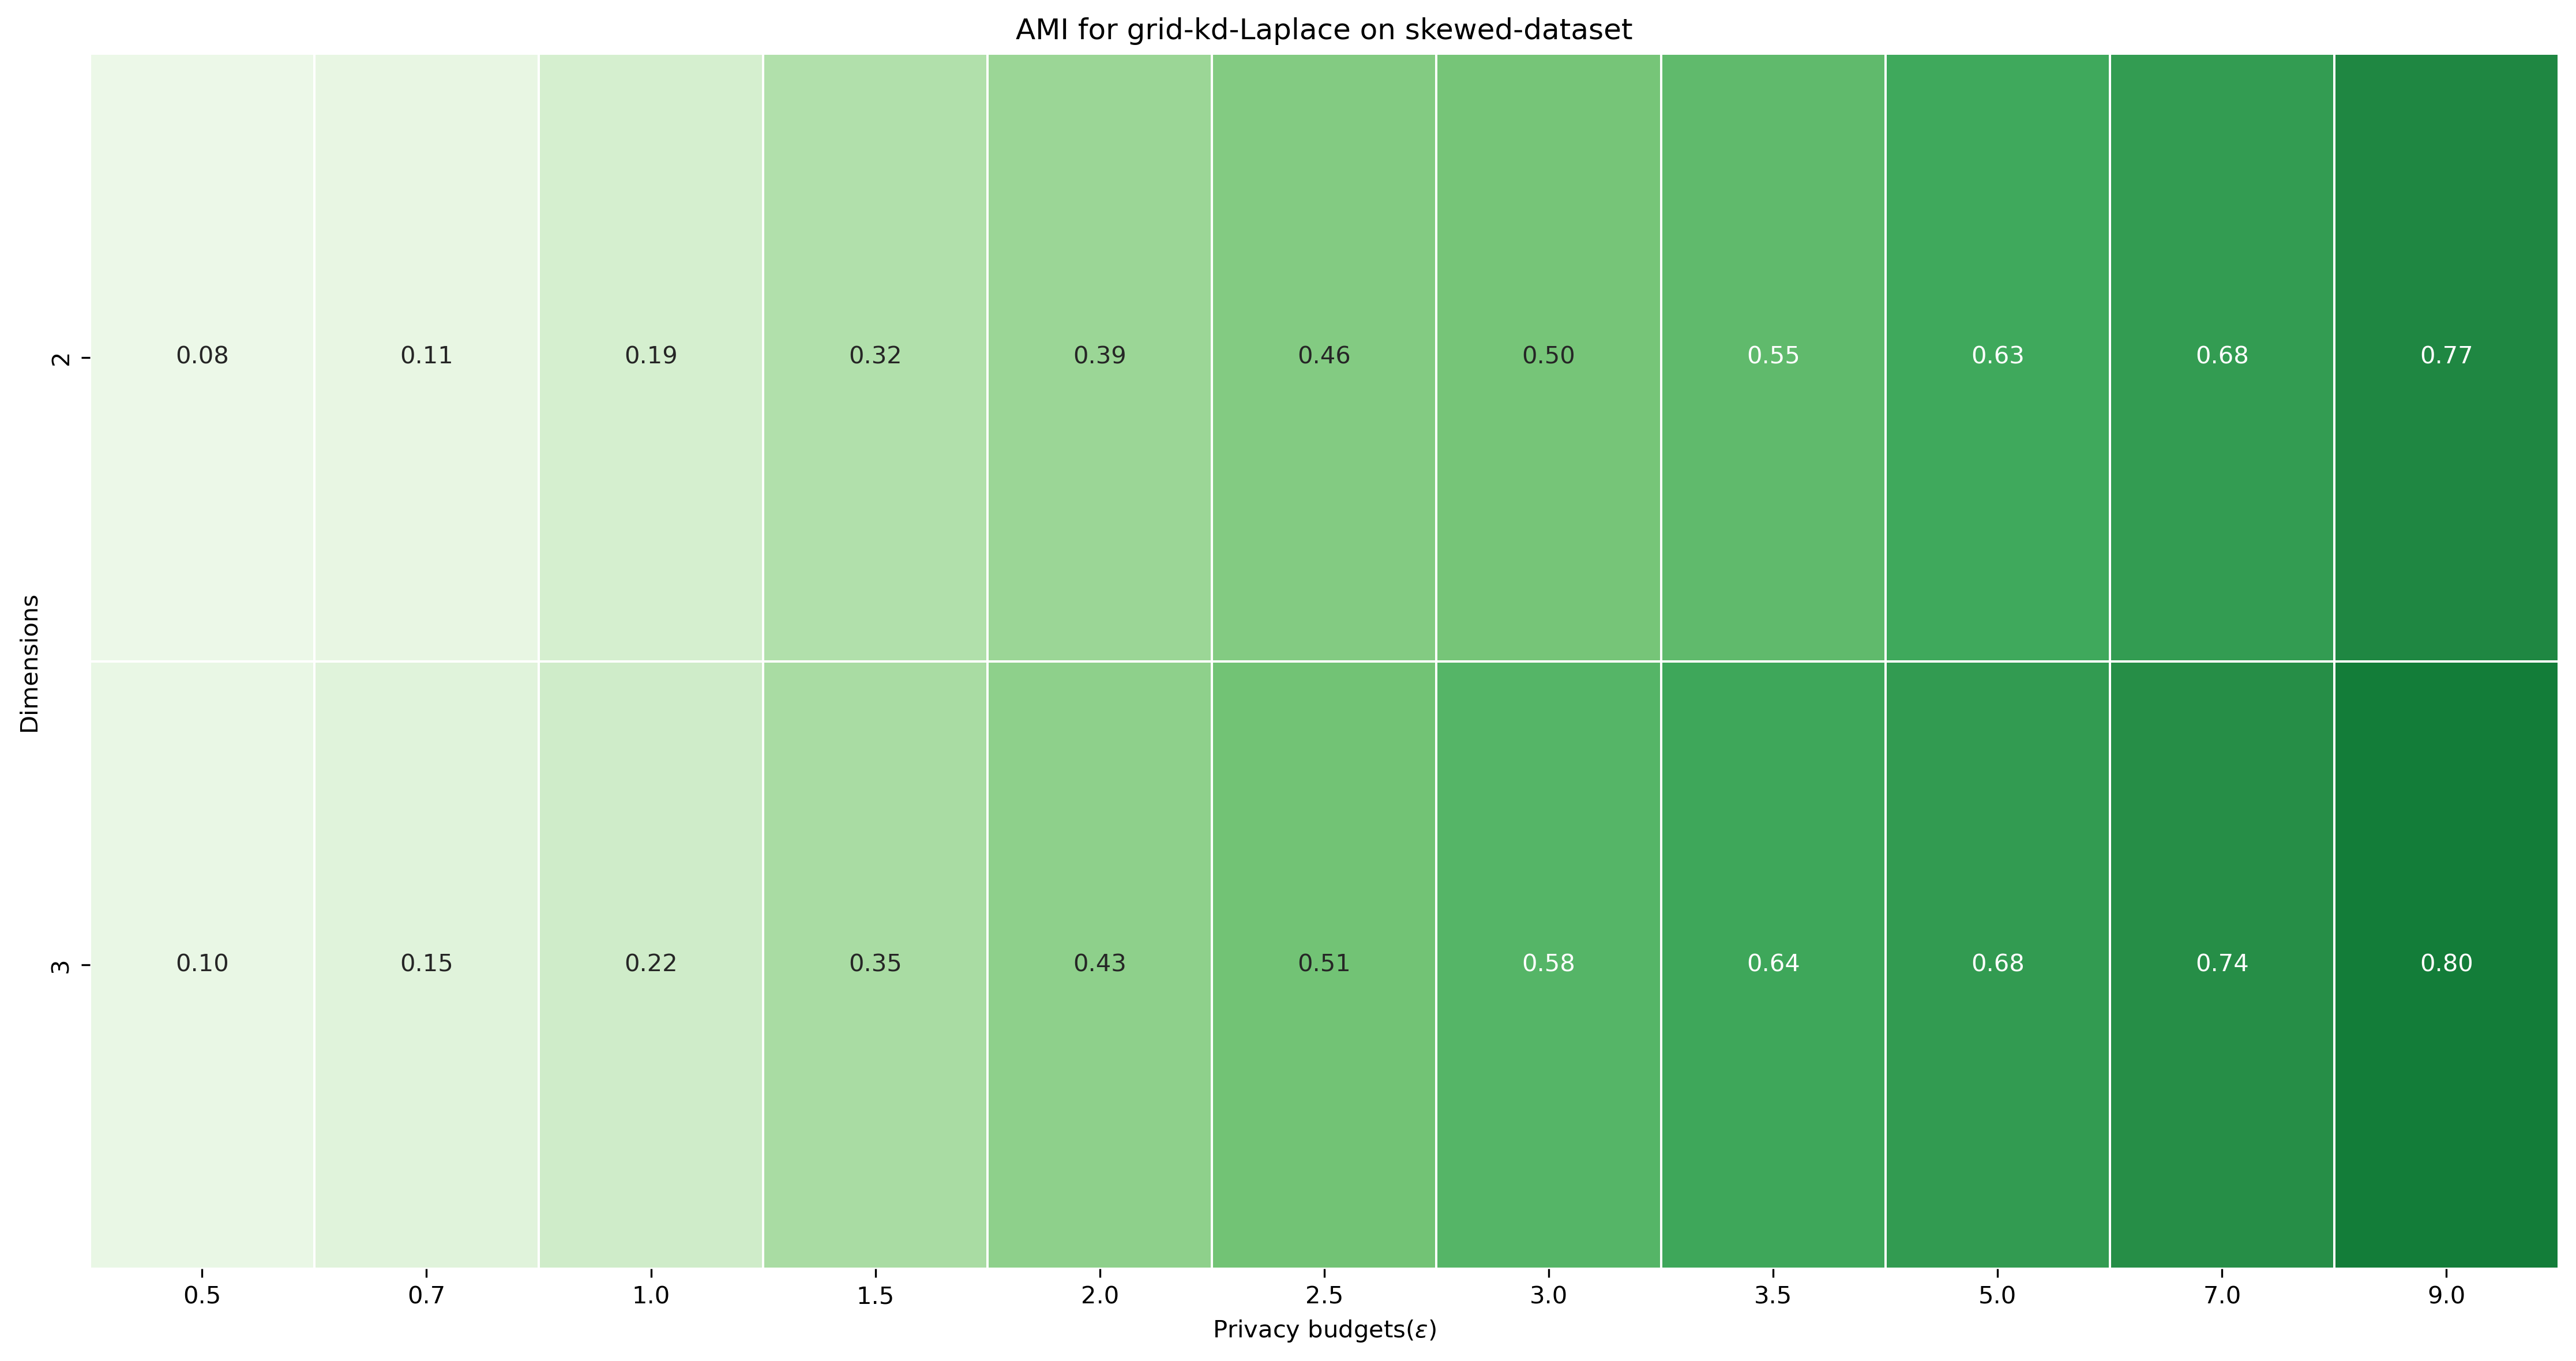 AMI for grid-kd-Laplace on skewed-dataset
Dimensions
2
0.08 0.11 0.19 0.32 0.39 0.46 0.50 0.55 0.63 0.68 0.77
3
0.10 0.15 0.22 0.35 0.43 0.51 0.58 0.64 0.68 0.74 0.80
0.5 0.7 1.0 1.5 2.0 2.5 3.0 3.5 5.0 7.0 9.0
Privacy budgets(ε)